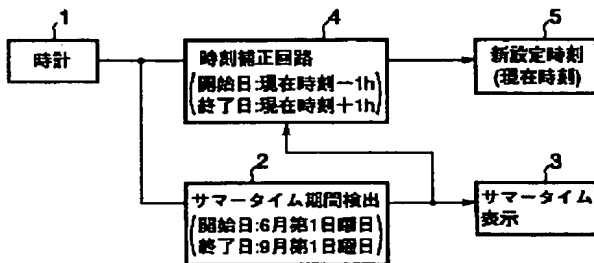 1
時計
4
時刻補正回路
(開始日:現在時刻-1h
終了日:現在時刻+1h)
5
新設定時刻
(現在時刻)
2
サマータイム期間検出
(開始日:6月第1日曜日
終了日:9月第1日曜日)
3
サマータイム
表示